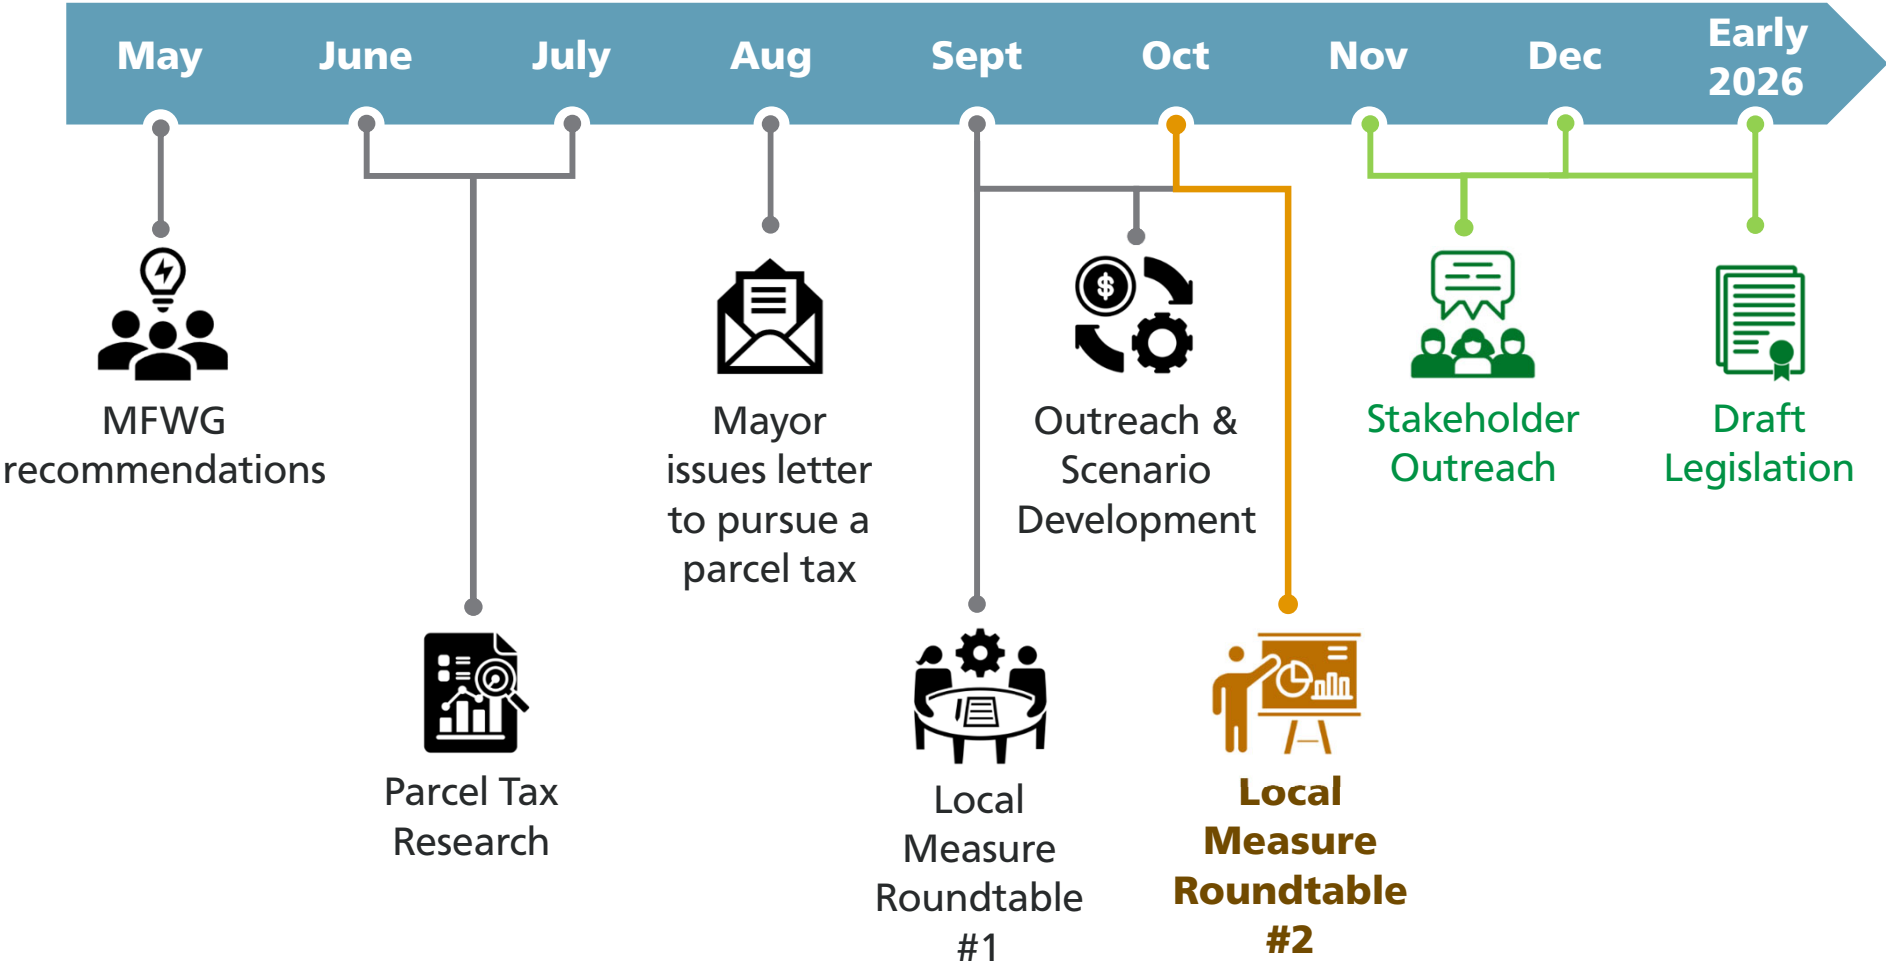 May
June
July
Aug
Sept
Oct
Nov
Dec
Early
2026
MFWG
recommendations
Parcel Tax
Research
Mayor
issues letter
to pursue a
parcel tax
Local
Measure
Roundtable
#1
Outreach &
Scenario
Development
Local
Measure
Roundtable
#2
Stakeholder
Outreach
Draft
Legislation
$